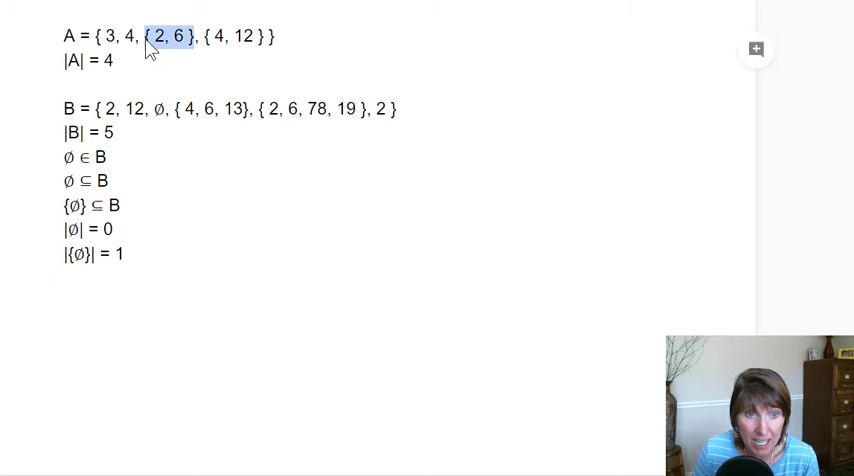 A = { 3, 4, { 2, 6 }, { 4, 12 } }
|A| = 4
B = { 2, 12, ∅, { 4, 6, 13}, { 2, 6, 78, 19 }, 2 }
|B| = 5
∅ ∈ B
∅ ⊆ B
{∅} ⊆ B
|∅| = 0
|{∅}| = 1